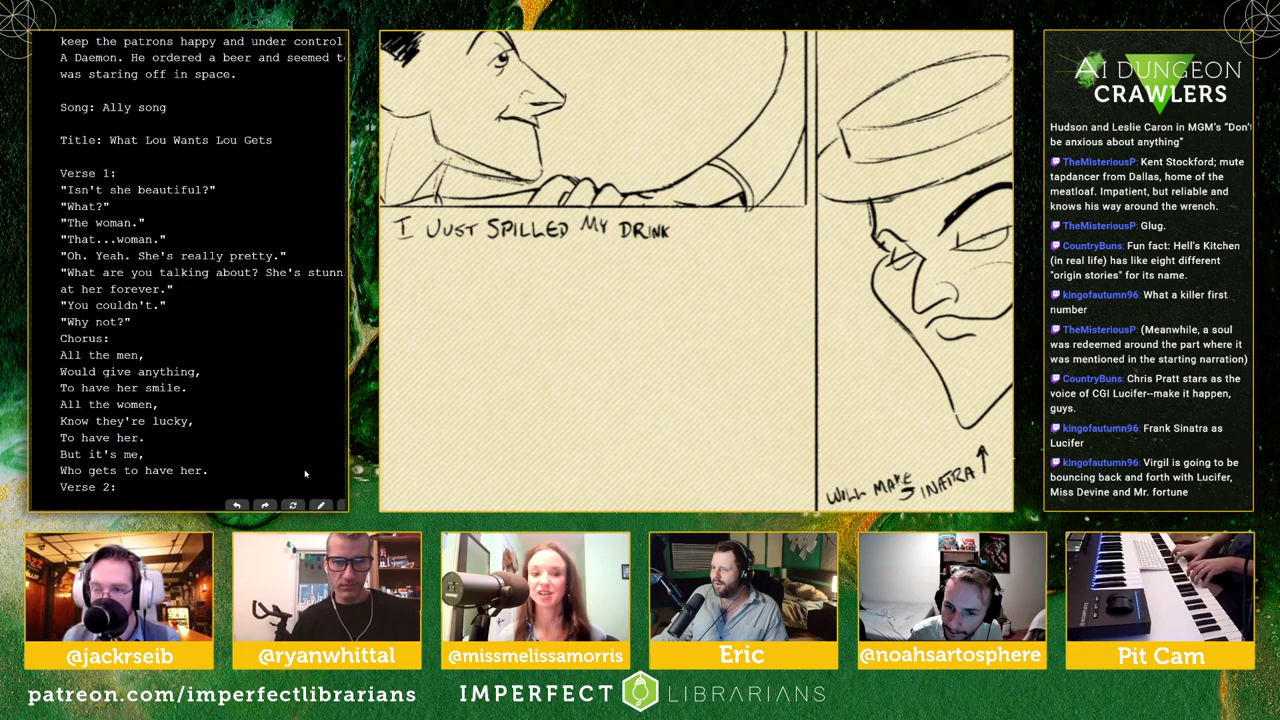 keep the patrons happy and under control
A Daemon. He ordered a beer and seemed
was staring off in space.
Song: Ally song
Title: What Lou Wants Lou Gets
Verse 1:
"Isn't she beautiful?"
"What?"
"The woman."
"That...woman."
"Oh. Yeah. She's really pretty."
"What are you talking about? She's
at her forever."
"You couldn't."
"Why not?"
Chorus:
All the men,
Would give anything,
To have her smile.
All the women,
Know they're lucky,
To have her.
But it's me,
Who gets to have her.
Verse 2:
I JUST SPILLED MY DRINK
WILL MAKE SINATRA
AI DUNGEON
CRAWLERS
Hudson and Leslie Caron in MGM's "Don't
be anxious about anything"
TheMisteriousP: Kent Stockford; mute
tapdancer from Dallas, home of the
meatloaf. Impatient, but reliable and
knows his way around the wrench.
TheMisteriousP: Glug.
CountryBuns: Fun fact: Hell's Kitchen
(in real life) has like eight different
"origin stories" for its name.
kingofautumn96: What a killer first
number
TheMisteriousP: (Meanwhile, a soul
was redeemed around the part where it
was mentioned in the starting narration)
CountryBuns: Chris Pratt stars as the
voice of CGI Lucifer--make it happen,
guys.
kingofautumn96: Frank Sinatra as
Lucifer
kingofautumn96: Virgil is going to be
bouncing back and forth with Lucifer,
Miss Devine and Mr. fortune
@jackrseib
@ryanwhittal
@missmelissamorris
Eric
@noahsartosphere
Pit Cam
patreon.com/imperfectlibrarians
IMPERFECT LIBRARIANS